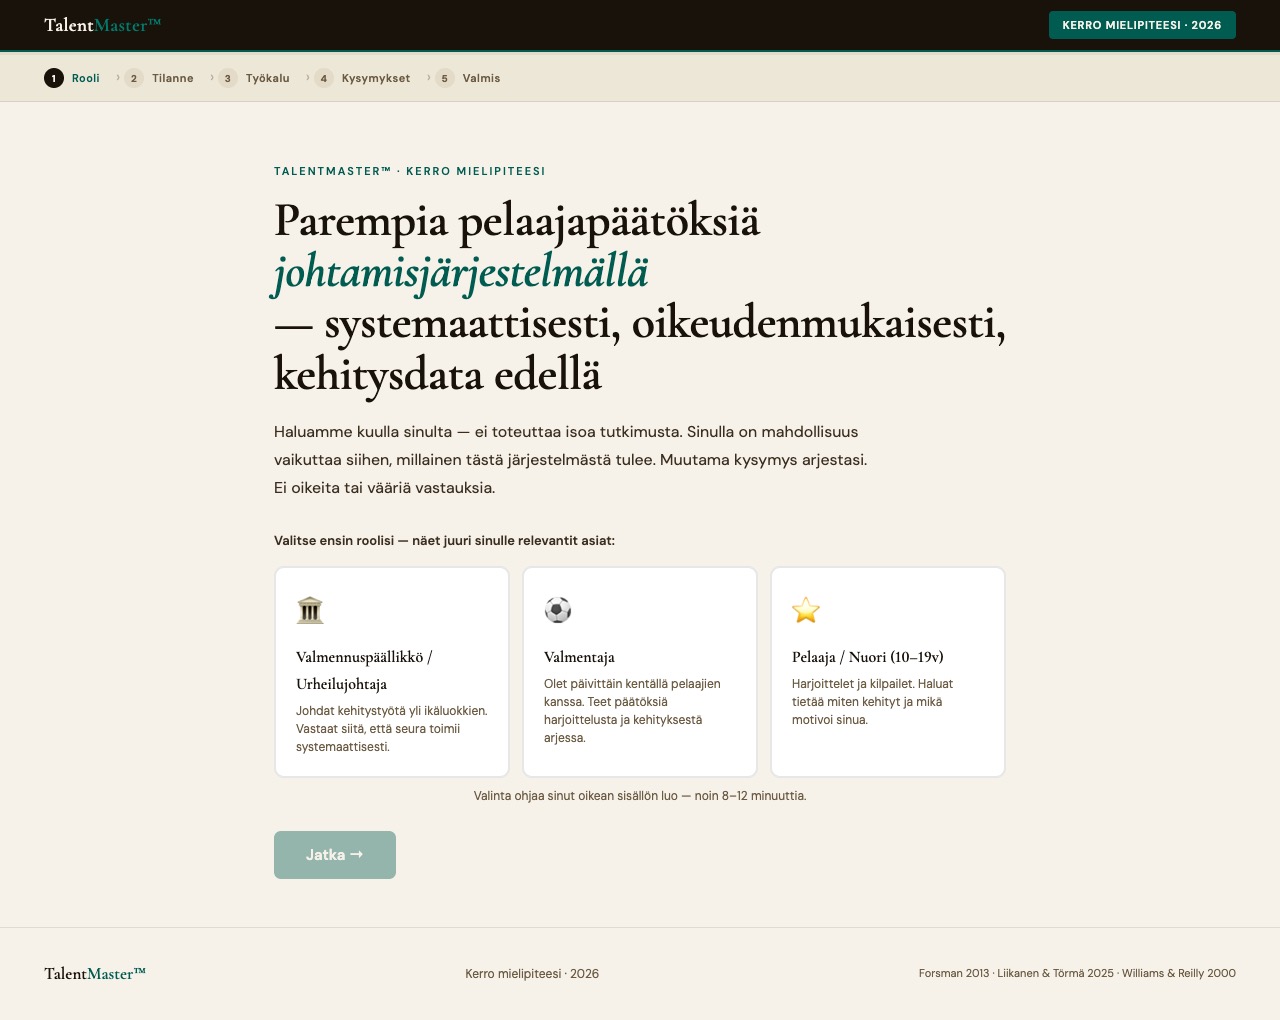 TalentMaster™
KERRO MIELIPITEESI · 2026
1 Rooli › 2 Tilanne › 3 Työkalu › 4 Kysymykset › 5 Valmis
TALENTMASTER™ · KERRO MIELIPITEESI
Parempia pelaajapäätöksiä
johtamisjärjestelmällä
— systemaattisesti, oikeudenmukaisesti,
kehitysdata edellä
Haluamme kuulla sinulta — ei toteuttaa isoa tutkimusta. Sinulla on mahdollisuus
vaikuttaa siihen, millainen tästä järjestelmästä tulee. Muutama kysymys arjestasi.
Ei oikeita tai vääriä vastauksia.
Valitse ensin roolisi — näet juuri sinulle relevantit asiat:
Valmennuspäällikkö /
Urheilujohtaja
Johdat kehitystyötä yli ikäluokkien.
Vastaat siitä, että seura toimii
systemaattisesti.
Valmentaja
Olet päivittäin kentällä pelaajien
kanssa. Teet päätöksiä
harjoittelusta ja kehityksestä
arjessa.
Pelaaja / Nuori (10–19v)
Harjoittelet ja kilpailet. Haluat
tietää miten kehityt ja mikä
motivoi sinua.
Valinta ohjaa sinut oikean sisällön luo — noin 8–12 minuuttia.
Jatka →
TalentMaster™
Kerro mielipiteesi · 2026
Forsman 2013 · Liikanen & Törmä 2025 · Williams & Reilly 2000